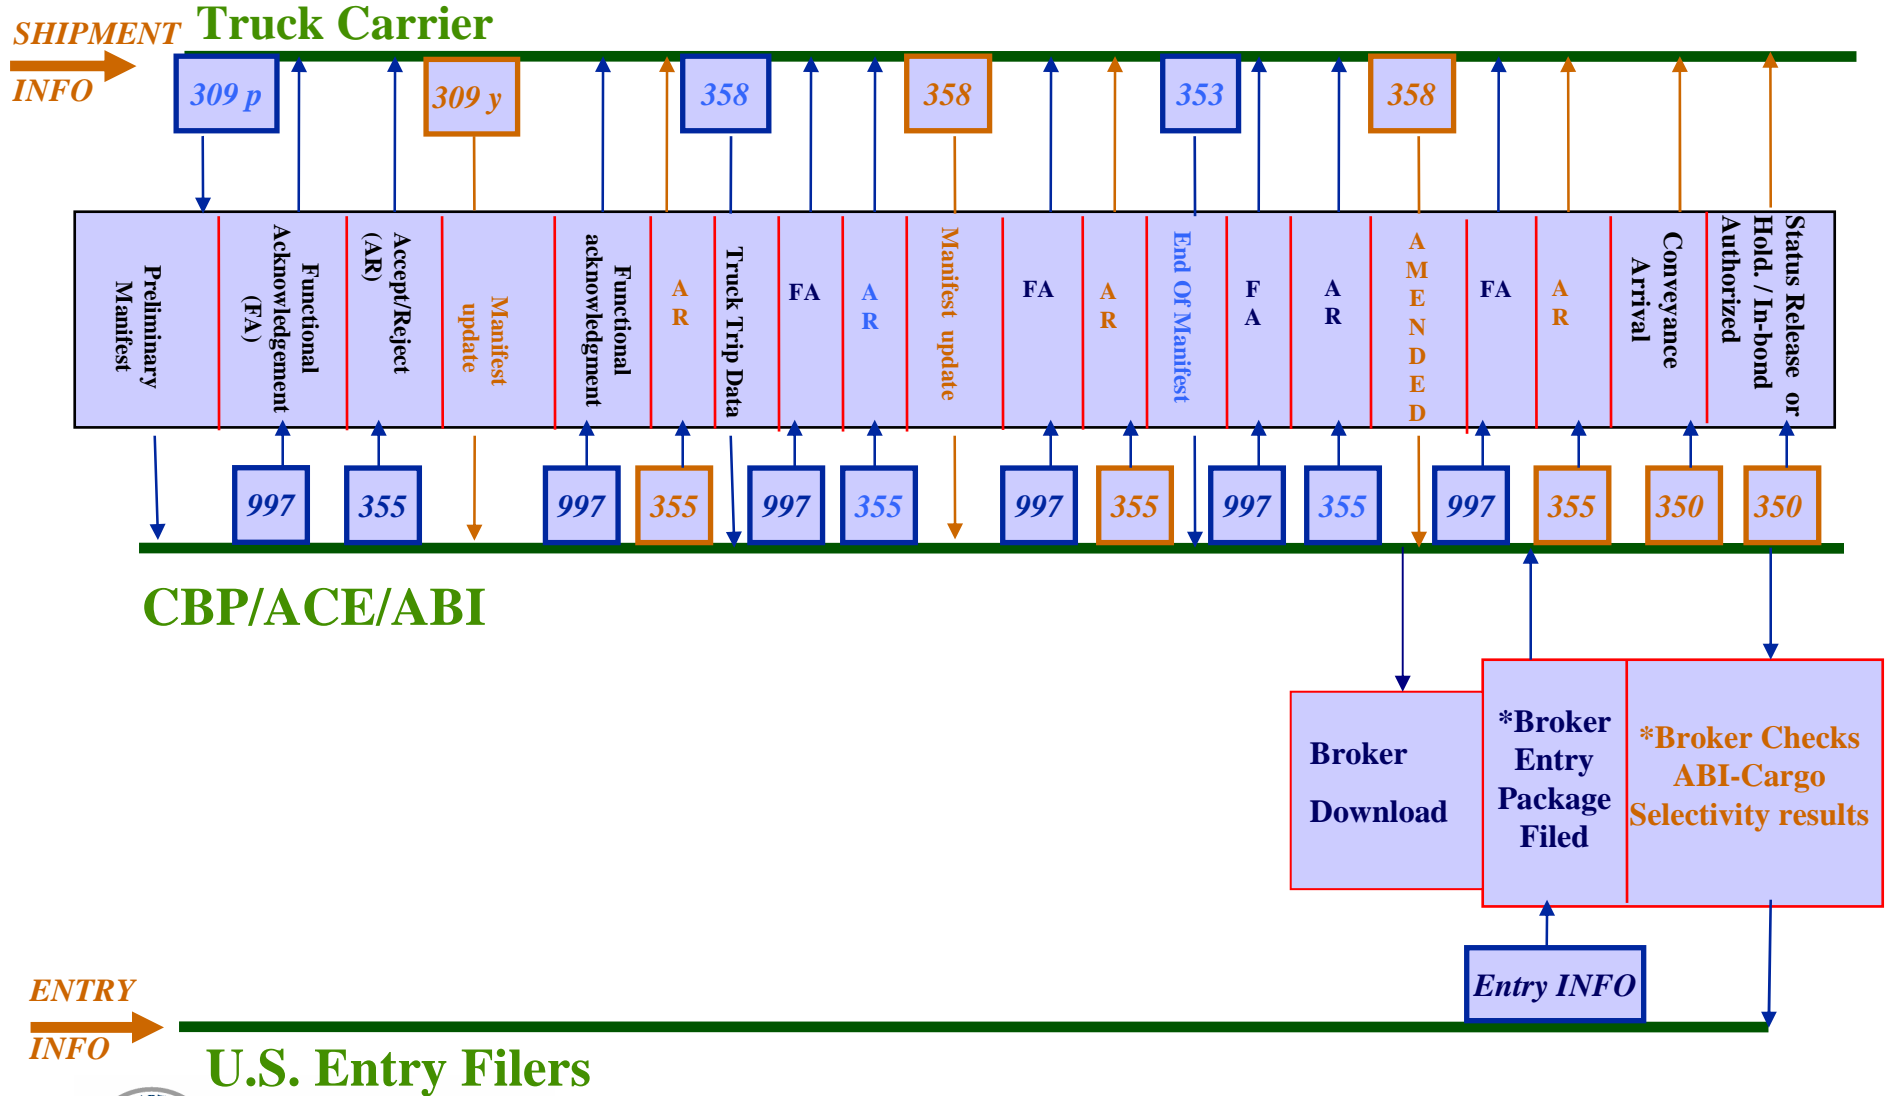 Truck Carrier
SHIPMENT
INFO
309 p
309 y
358
358
353
358
Preliminary
Manifest
Functional
Acknowledgement
(FA)
Accept/Reject
(AR)
Manifest
update
Functional
acknowledgment
A
R
Truck Trip Data
FA
A
R
Manifest update
FA
A
R
End Of Manifest
F
A
A
R
A
M
E
N
D
E
D
FA
A
R
Conveyance
Arrival
Status Release or
Hold. / In-bond
Authorized
997
355
997
355
997
355
997
355
997
355
997
355
350
350
CBP/ACE/ABI
Broker
Download
*Broker
Entry
Package
Filed
*Broker Checks
ABI-Cargo
Selectivity results
Entry INFO
ENTRY
INFO
U.S. Entry Filers